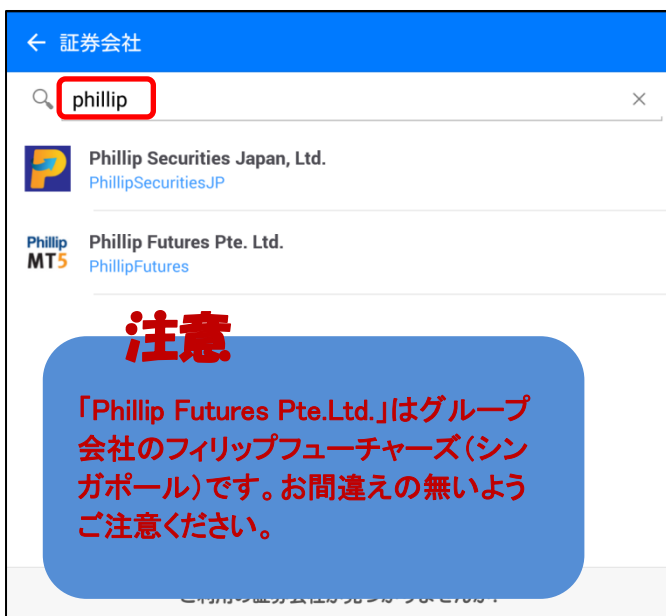 ← 証券会社
phillip ×
Phillip Securities Japan, Ltd.
PhillipSecuritiesJP
Phillip
MT5
Phillip Futures Pte. Ltd.
PhillipFutures
注意
「Phillip Futures Pte.Ltd.」はグループ
会社のフィリップフューチャーズ（シン
ガポール）です。お間違えの無いよう
ご注意ください。